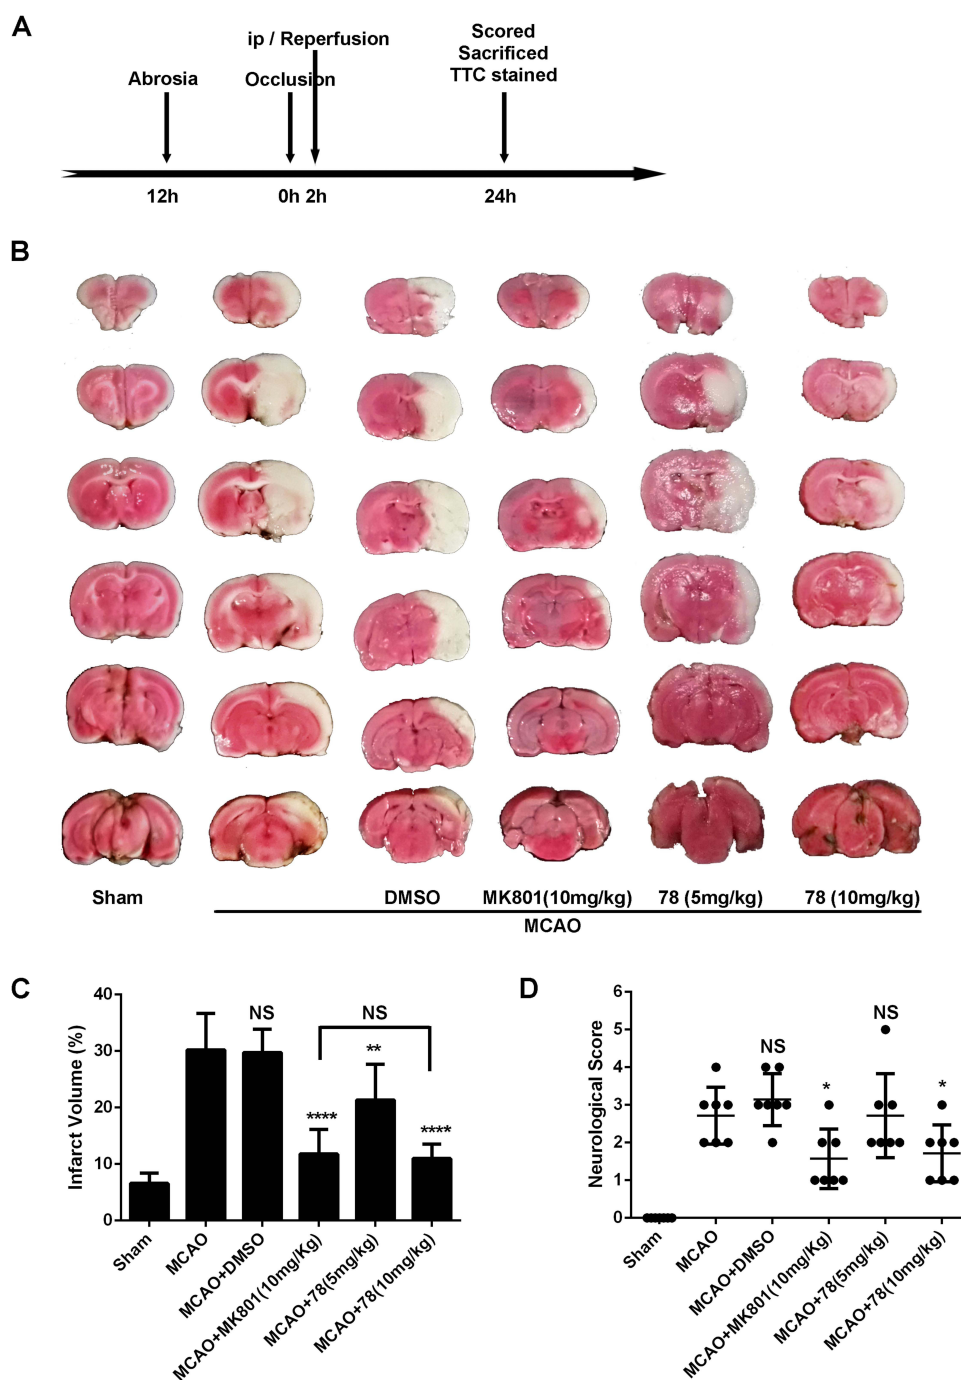 A
ip / Reperfusion
Scored
Sacrificed
TTC stained
Abrosia
Occlusion
12h
0h 2h
24h
B
Sham
DMSO
MK801(10mg/kg)
78 (5mg/kg)
78 (10mg/kg)
MCAO
C
Infarct Volume (%)
40
30
20
10
0
NS
NS
**
****
****
Sham
MCAO
MCAO+DMSO
MCAO+MK801(10mg/Kg)
MCAO+78(5mg/kg)
MCAO+78(10mg/kg)
D
Neurological Score
6
5
4
3
2
1
0
NS
*
NS
*
Sham
MCAO
MCAO+DMSO
MCAO+MK801(10mg/Kg)
MCAO+78(5mg/kg)
MCAO+78(10mg/kg)